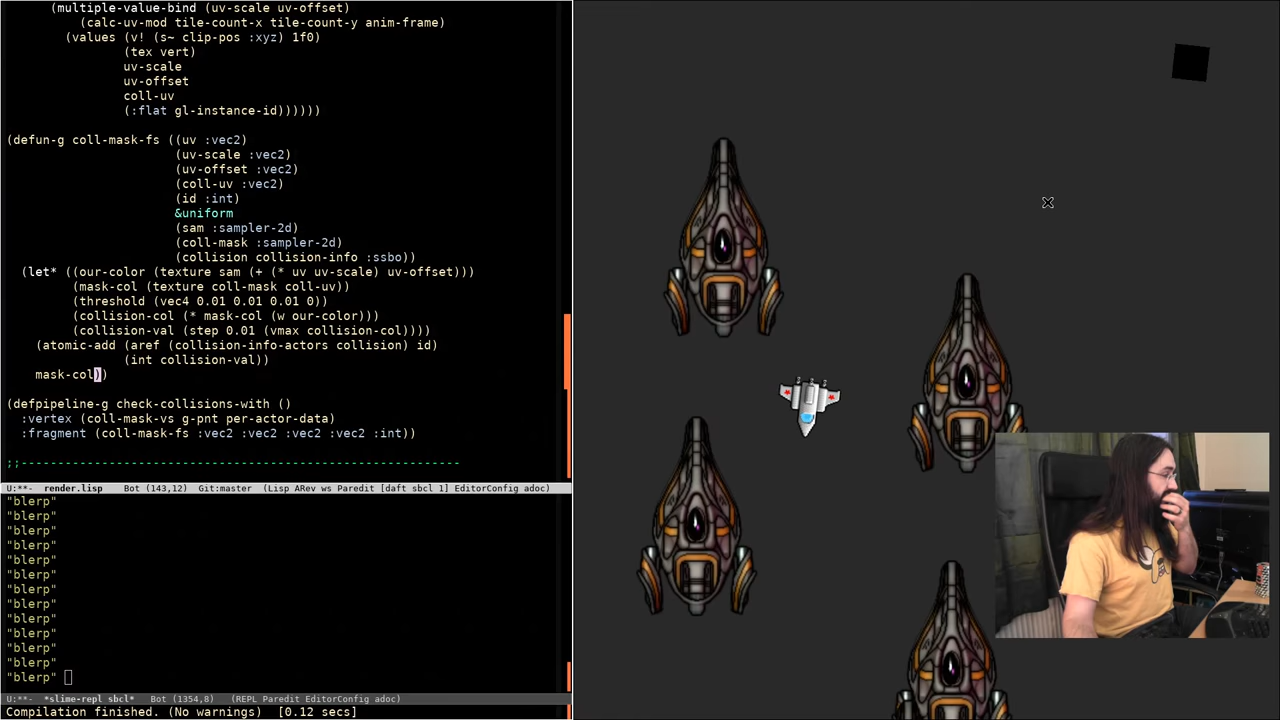 (multiple-value-bind (uv-scale uv-offset)
(calc-uv-mod tile-count-x tile-count-y anim-frame)
(values (v! (s~ clip-pos :xyz) 1f0)
(tex vert)
uv-scale
uv-offset
coll-uv
(:flat gl-instance-id))))))
(defun-g coll-mask-fs ((uv :vec2)
(uv-scale :vec2)
(uv-offset :vec2)
(coll-uv :vec2)
(id :int)
&uniform
(sam :sampler-2d)
(coll-mask :sampler-2d)
(collision collision-info :ssbo))
(let* ((our-color (texture sam (+ (* uv uv-scale) uv-offset)))
(mask-col (texture coll-mask coll-uv))
(threshold (vec4 0.01 0.01 0.01 0))
(collision-col (* mask-col (w our-color)))
(collision-val (step 0.01 (vmax collision-col))))
(atomic-add (aref (collision-info-actors collision) id)
(int collision-val))
mask-col))
(defpipeline-g check-collisions-with ()
:vertex (coll-mask-vs g-pnt per-actor-data)
:fragment (coll-mask-fs :vec2 :vec2 :vec2 :vec2 :int))
;;------------------------------------------------------------
U:**- render.lisp Bot (143,12) Git:master (Lisp ARev ws Paredit [daft sbcl 1] EditorConfig adoc)
"blerp"
"blerp"
"blerp"
"blerp"
"blerp"
"blerp"
"blerp"
"blerp"
"blerp"
"blerp"
"blerp"
"blerp"
"blerp"
U:**- *slime-repl sbcl* Bot (1354,8) (REPL Paredit EditorConfig adoc)
Compilation finished. (No warnings) [0.12 secs]